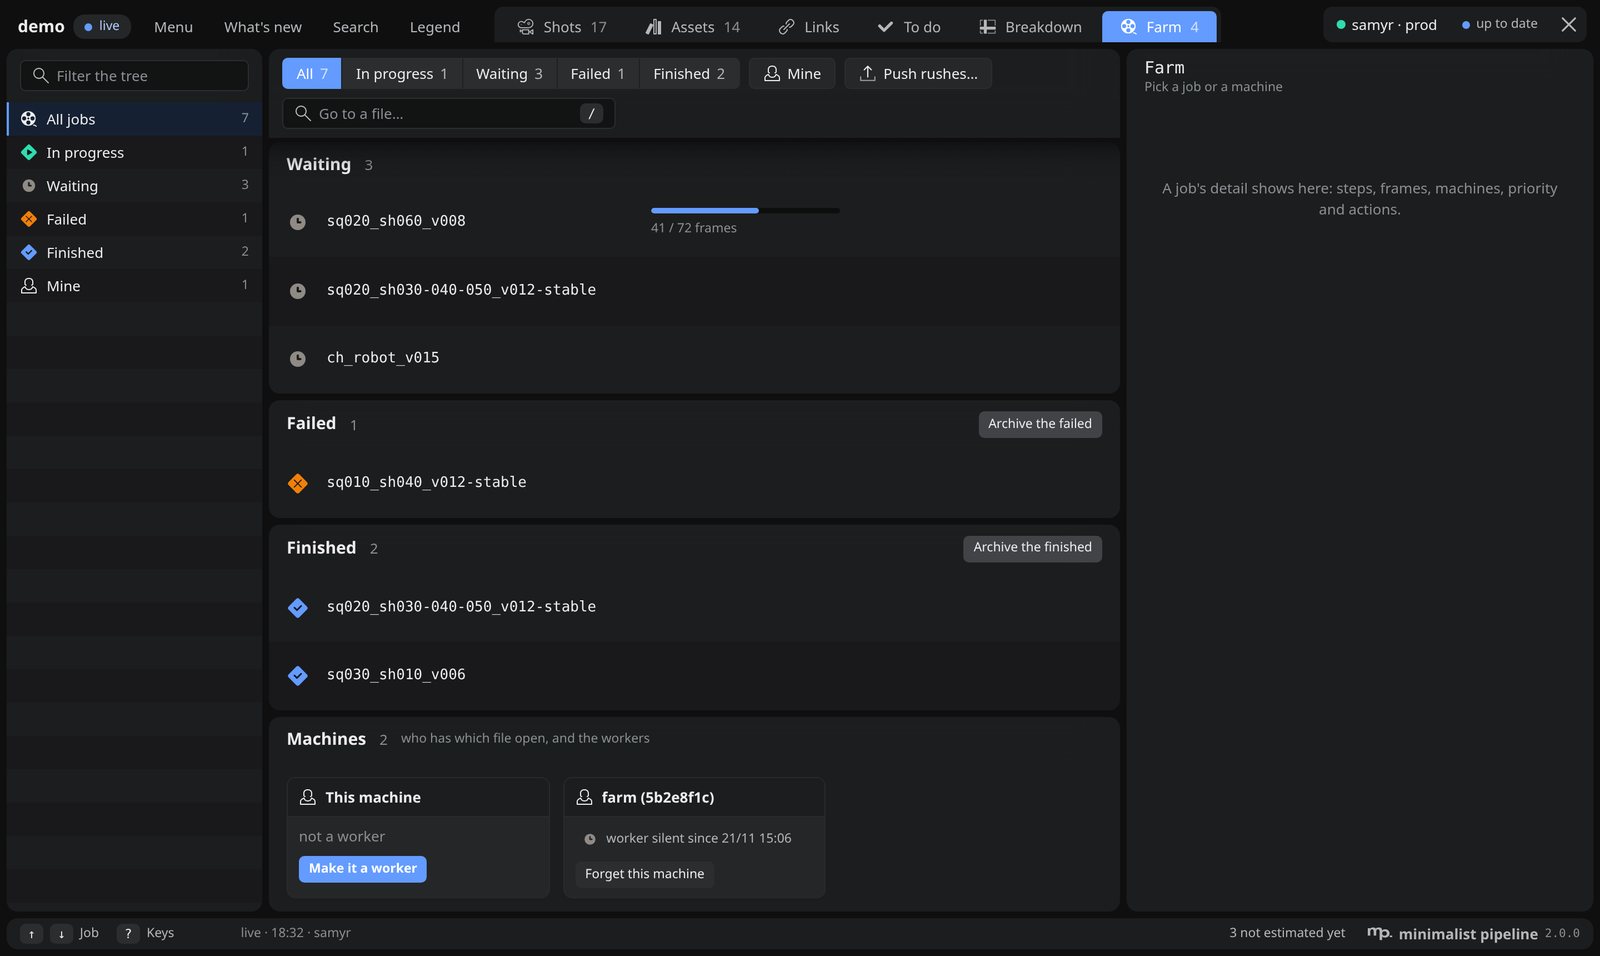 demo live Menu What's new Search Legend Shots 17 Assets 14 Links To do Breakdown Farm 4 samyr · prod up to date
Filter the tree
All jobs 7
In progress 1
Waiting 3
Failed 1
Finished 2
Mine 1
All 7 In progress 1 Waiting 3 Failed 1 Finished 2 Mine Push rushes...
Go to a file... /
Waiting 3
sq020_sh060_v008
41 / 72 frames
sq020_sh030-040-050_v012-stable
ch_robot_v015
Failed 1 Archive the failed
sq010_sh040_v012-stable
Finished 2 Archive the finished
sq020_sh030-040-050_v012-stable
sq030_sh010_v006
Machines 2 who has which file open, and the workers
This machine
not a worker
Make it a worker
farm (5b2e8f1c)
worker silent since 21/11 15:06
Forget this machine
Farm
Pick a job or a machine
A job's detail shows here: steps, frames, machines, priority
and actions.
↑ ↓ Job ? Keys live · 18:32 · samyr 3 not estimated yet mp. minimalist pipeline 2.0.0